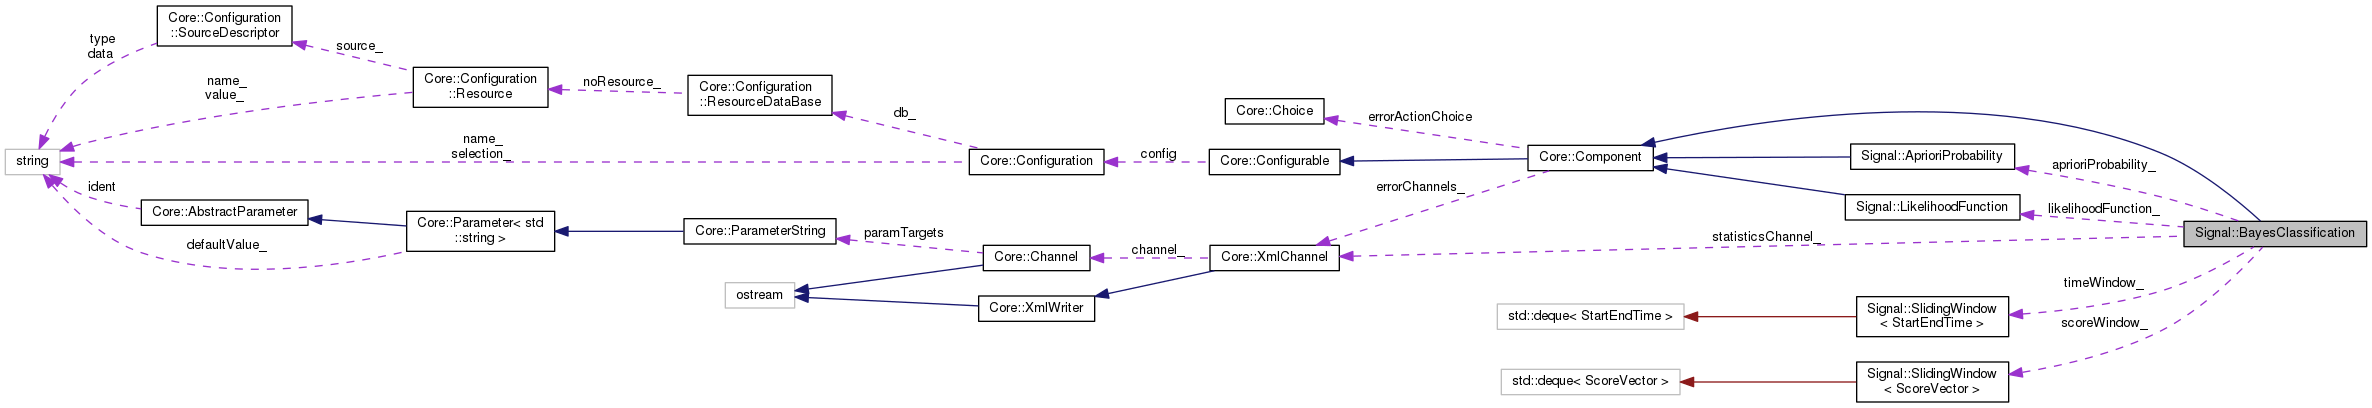 Core::Configuration
::SourceDescriptor
type
data
source_
Core::Configuration
::Resource
name_
value_
noResource_
Core::Configuration
::ResourceDataBase
db_
Core::Choice
errorActionChoice
string
name_
selection_
Core::Configuration
config
Core::Configurable
Core::Component
Signal::AprioriProbability
aprioriProbability_
ident
Core::AbstractParameter
Core::Parameter< std
::string >
defaultValue_
Core::ParameterString
paramTargets
Core::Channel
channel_
Core::XmlChannel
errorChannels_
Signal::LikelihoodFunction
likelihoodFunction_
statisticsChannel_
Signal::BayesClassification
ostream
Core::XmlWriter
timeWindow_
std::deque< StartEndTime >
Signal::SlidingWindow
< StartEndTime >
scoreWindow_
std::deque< ScoreVector >
Signal::SlidingWindow
< ScoreVector >